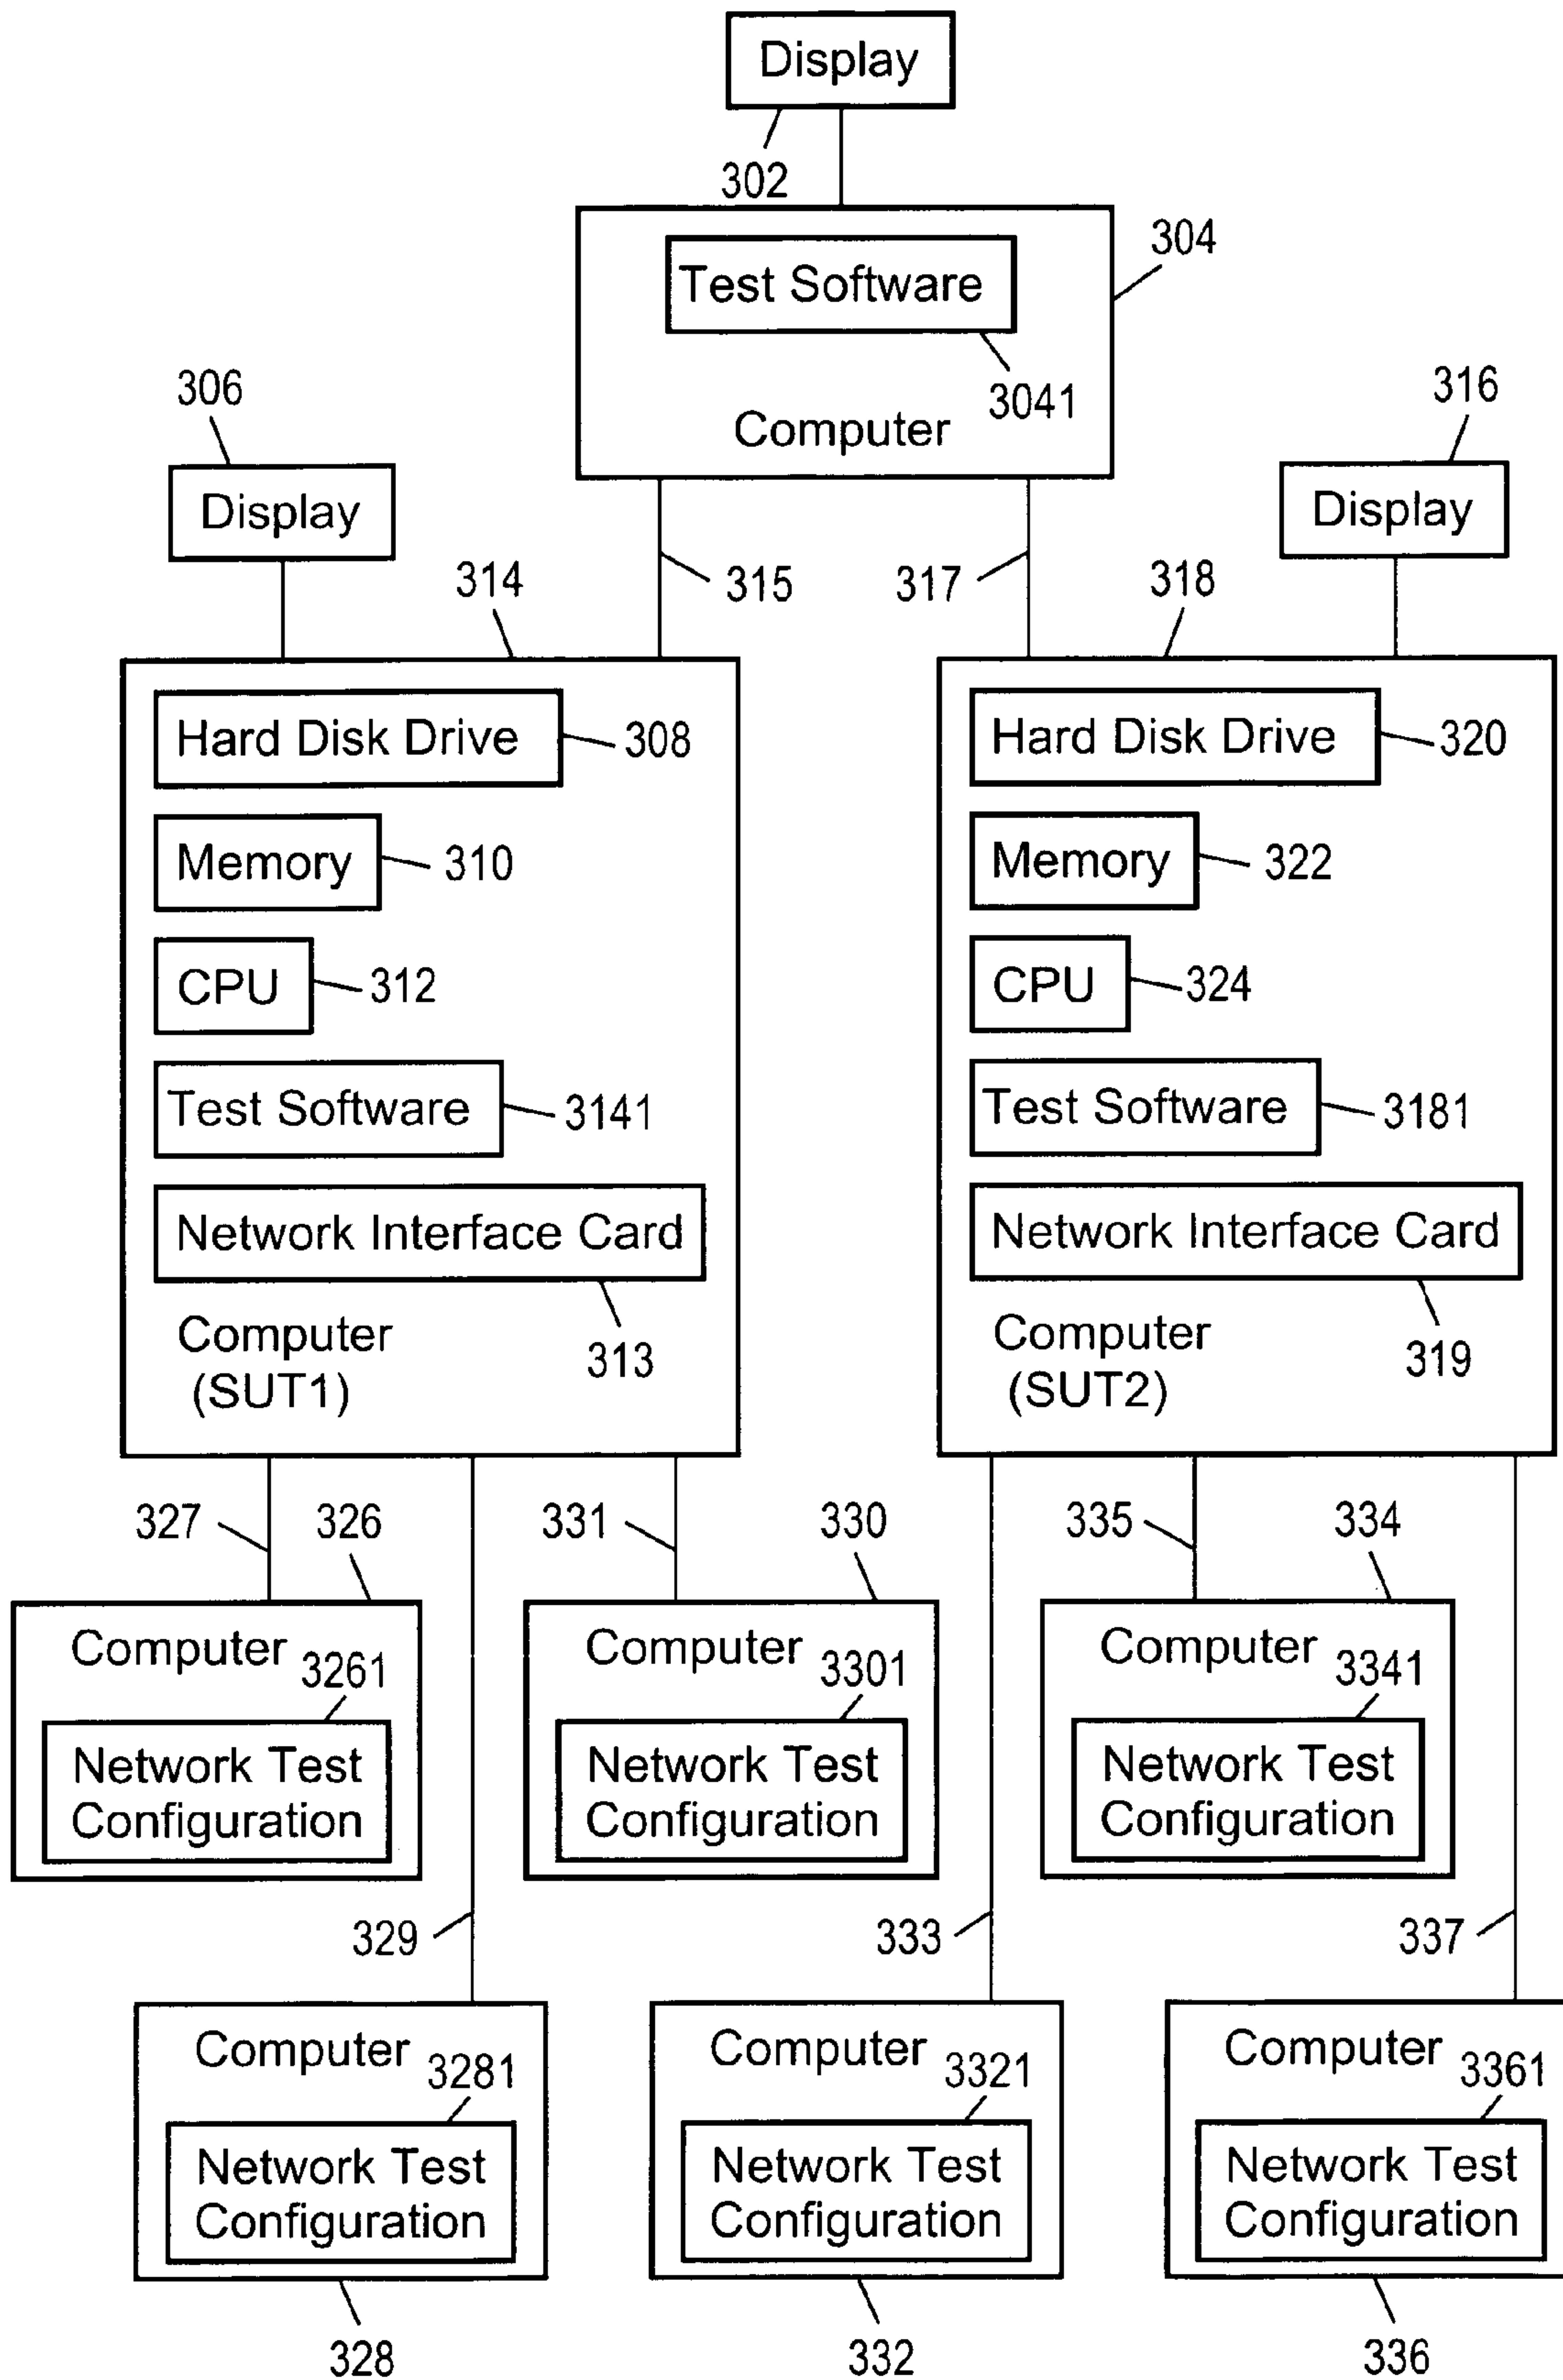 Display
302
304
Test Software
3041
Computer
306
316
Display
Display
314
315
317
318
Hard Disk Drive
308
Memory
310
CPU
312
Test Software
3141
Network Interface Card
Computer
(SUT1)
313
Hard Disk Drive
320
Memory
322
CPU
324
Test Software
3181
Network Interface Card
Computer
(SUT2)
319
327
326
331
330
335
334
Computer
3261
Network Test
Configuration
Computer
3301
Network Test
Configuration
Computer
3341
Network Test
Configuration
329
333
337
Computer
3281
Network Test
Configuration
328
Computer
3321
Network Test
Configuration
332
Computer
3361
Network Test
Configuration
336